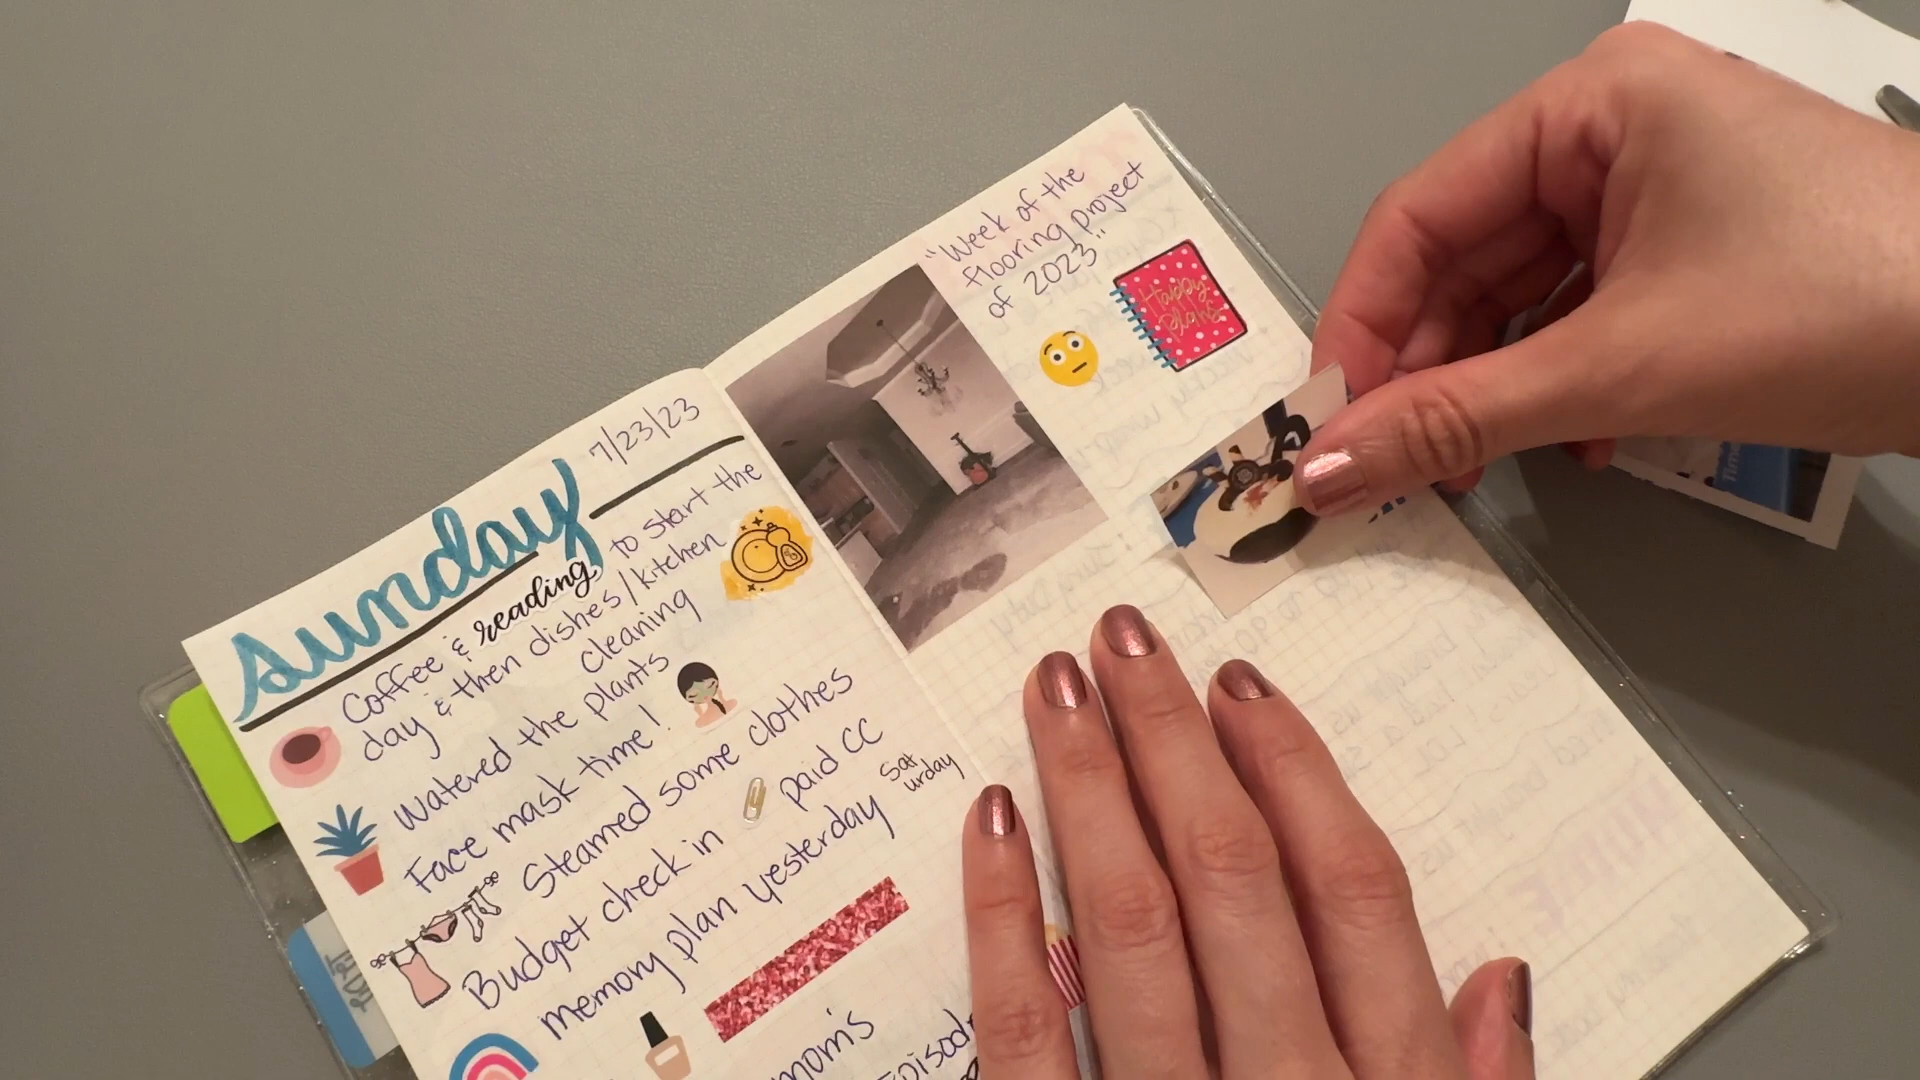 Sunday 7/23/23
Coffee & reading to start the
day & then dishes/kitchen
cleaning
Watered the plants
Face mask time!
Steamed some clothes
Budget check in paid CC
memory plan yesterday Sat
urday
mom's
"Week of the
flooring project
of 2023"
Happy
Plans